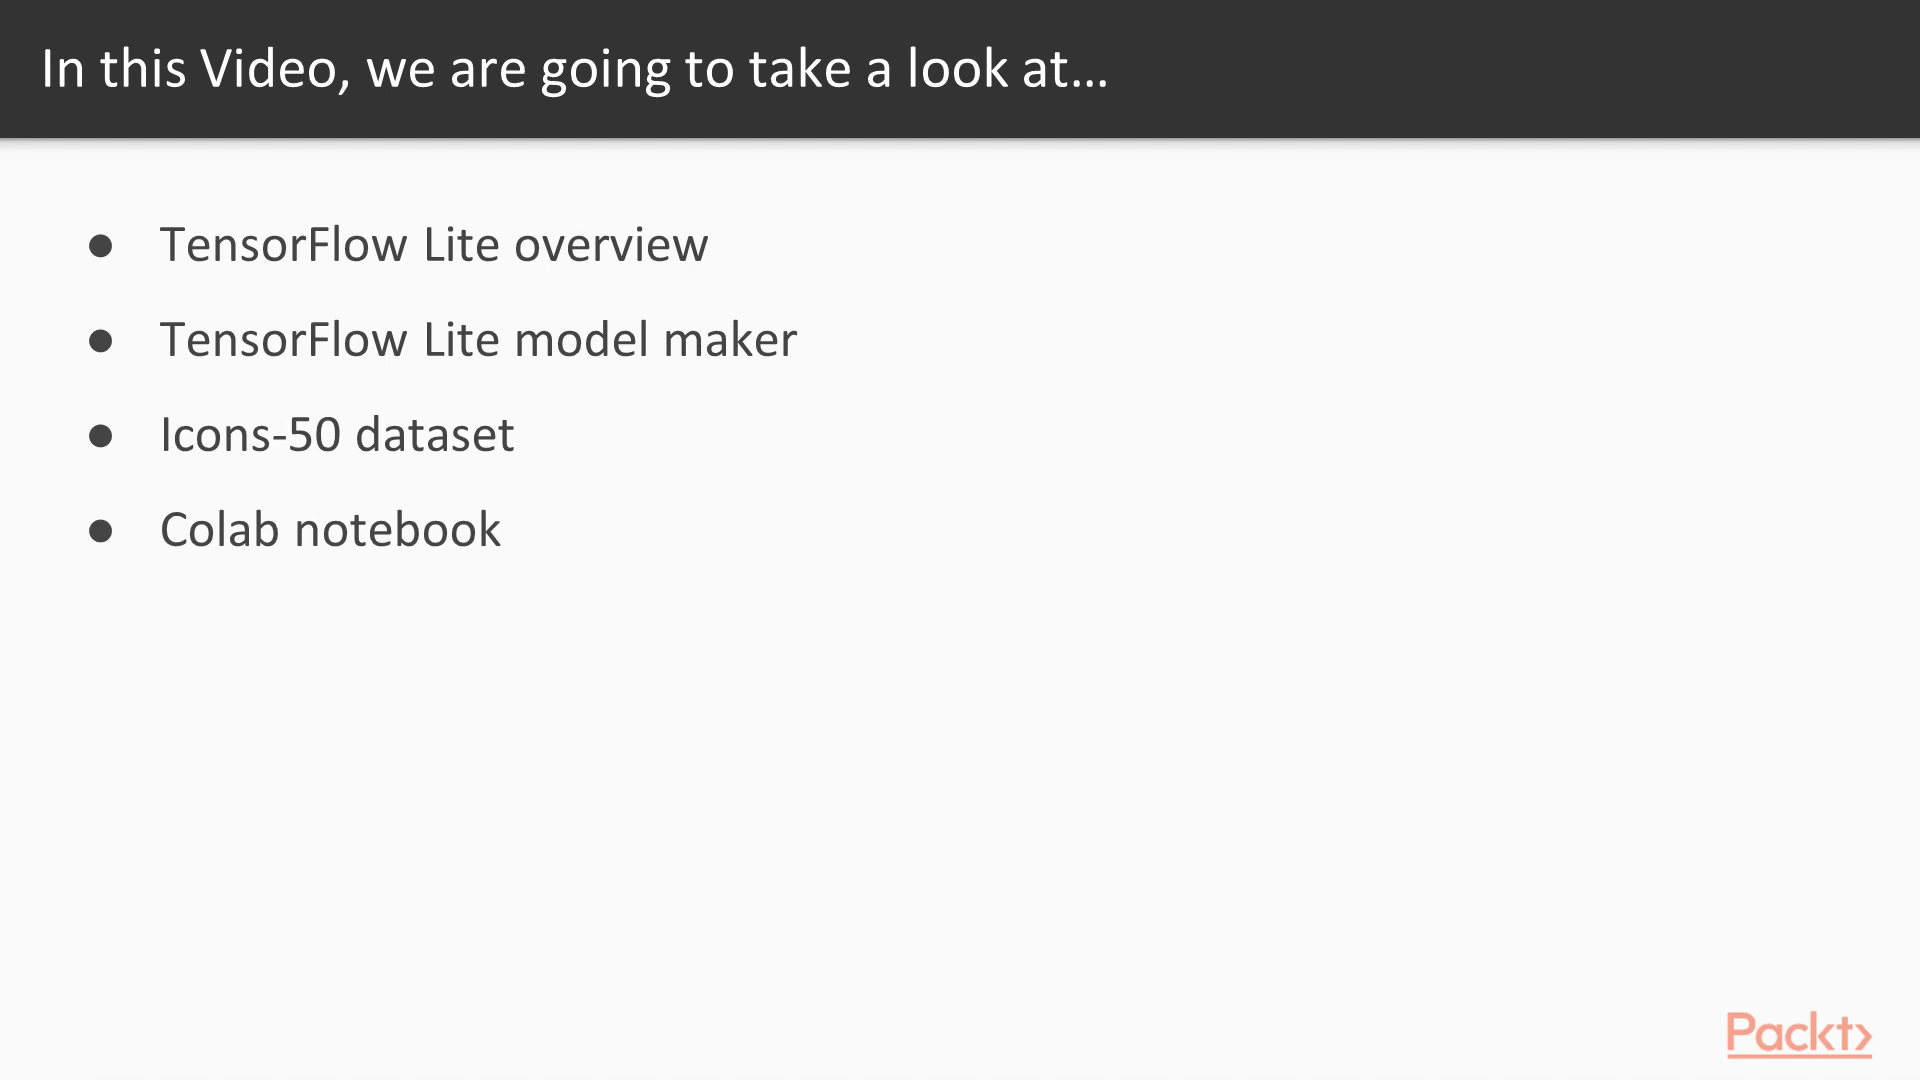 In this Video, we are going to take a look at...
● TensorFlow Lite overview
● TensorFlow Lite model maker
● Icons-50 dataset
● Colab notebook
Packt>